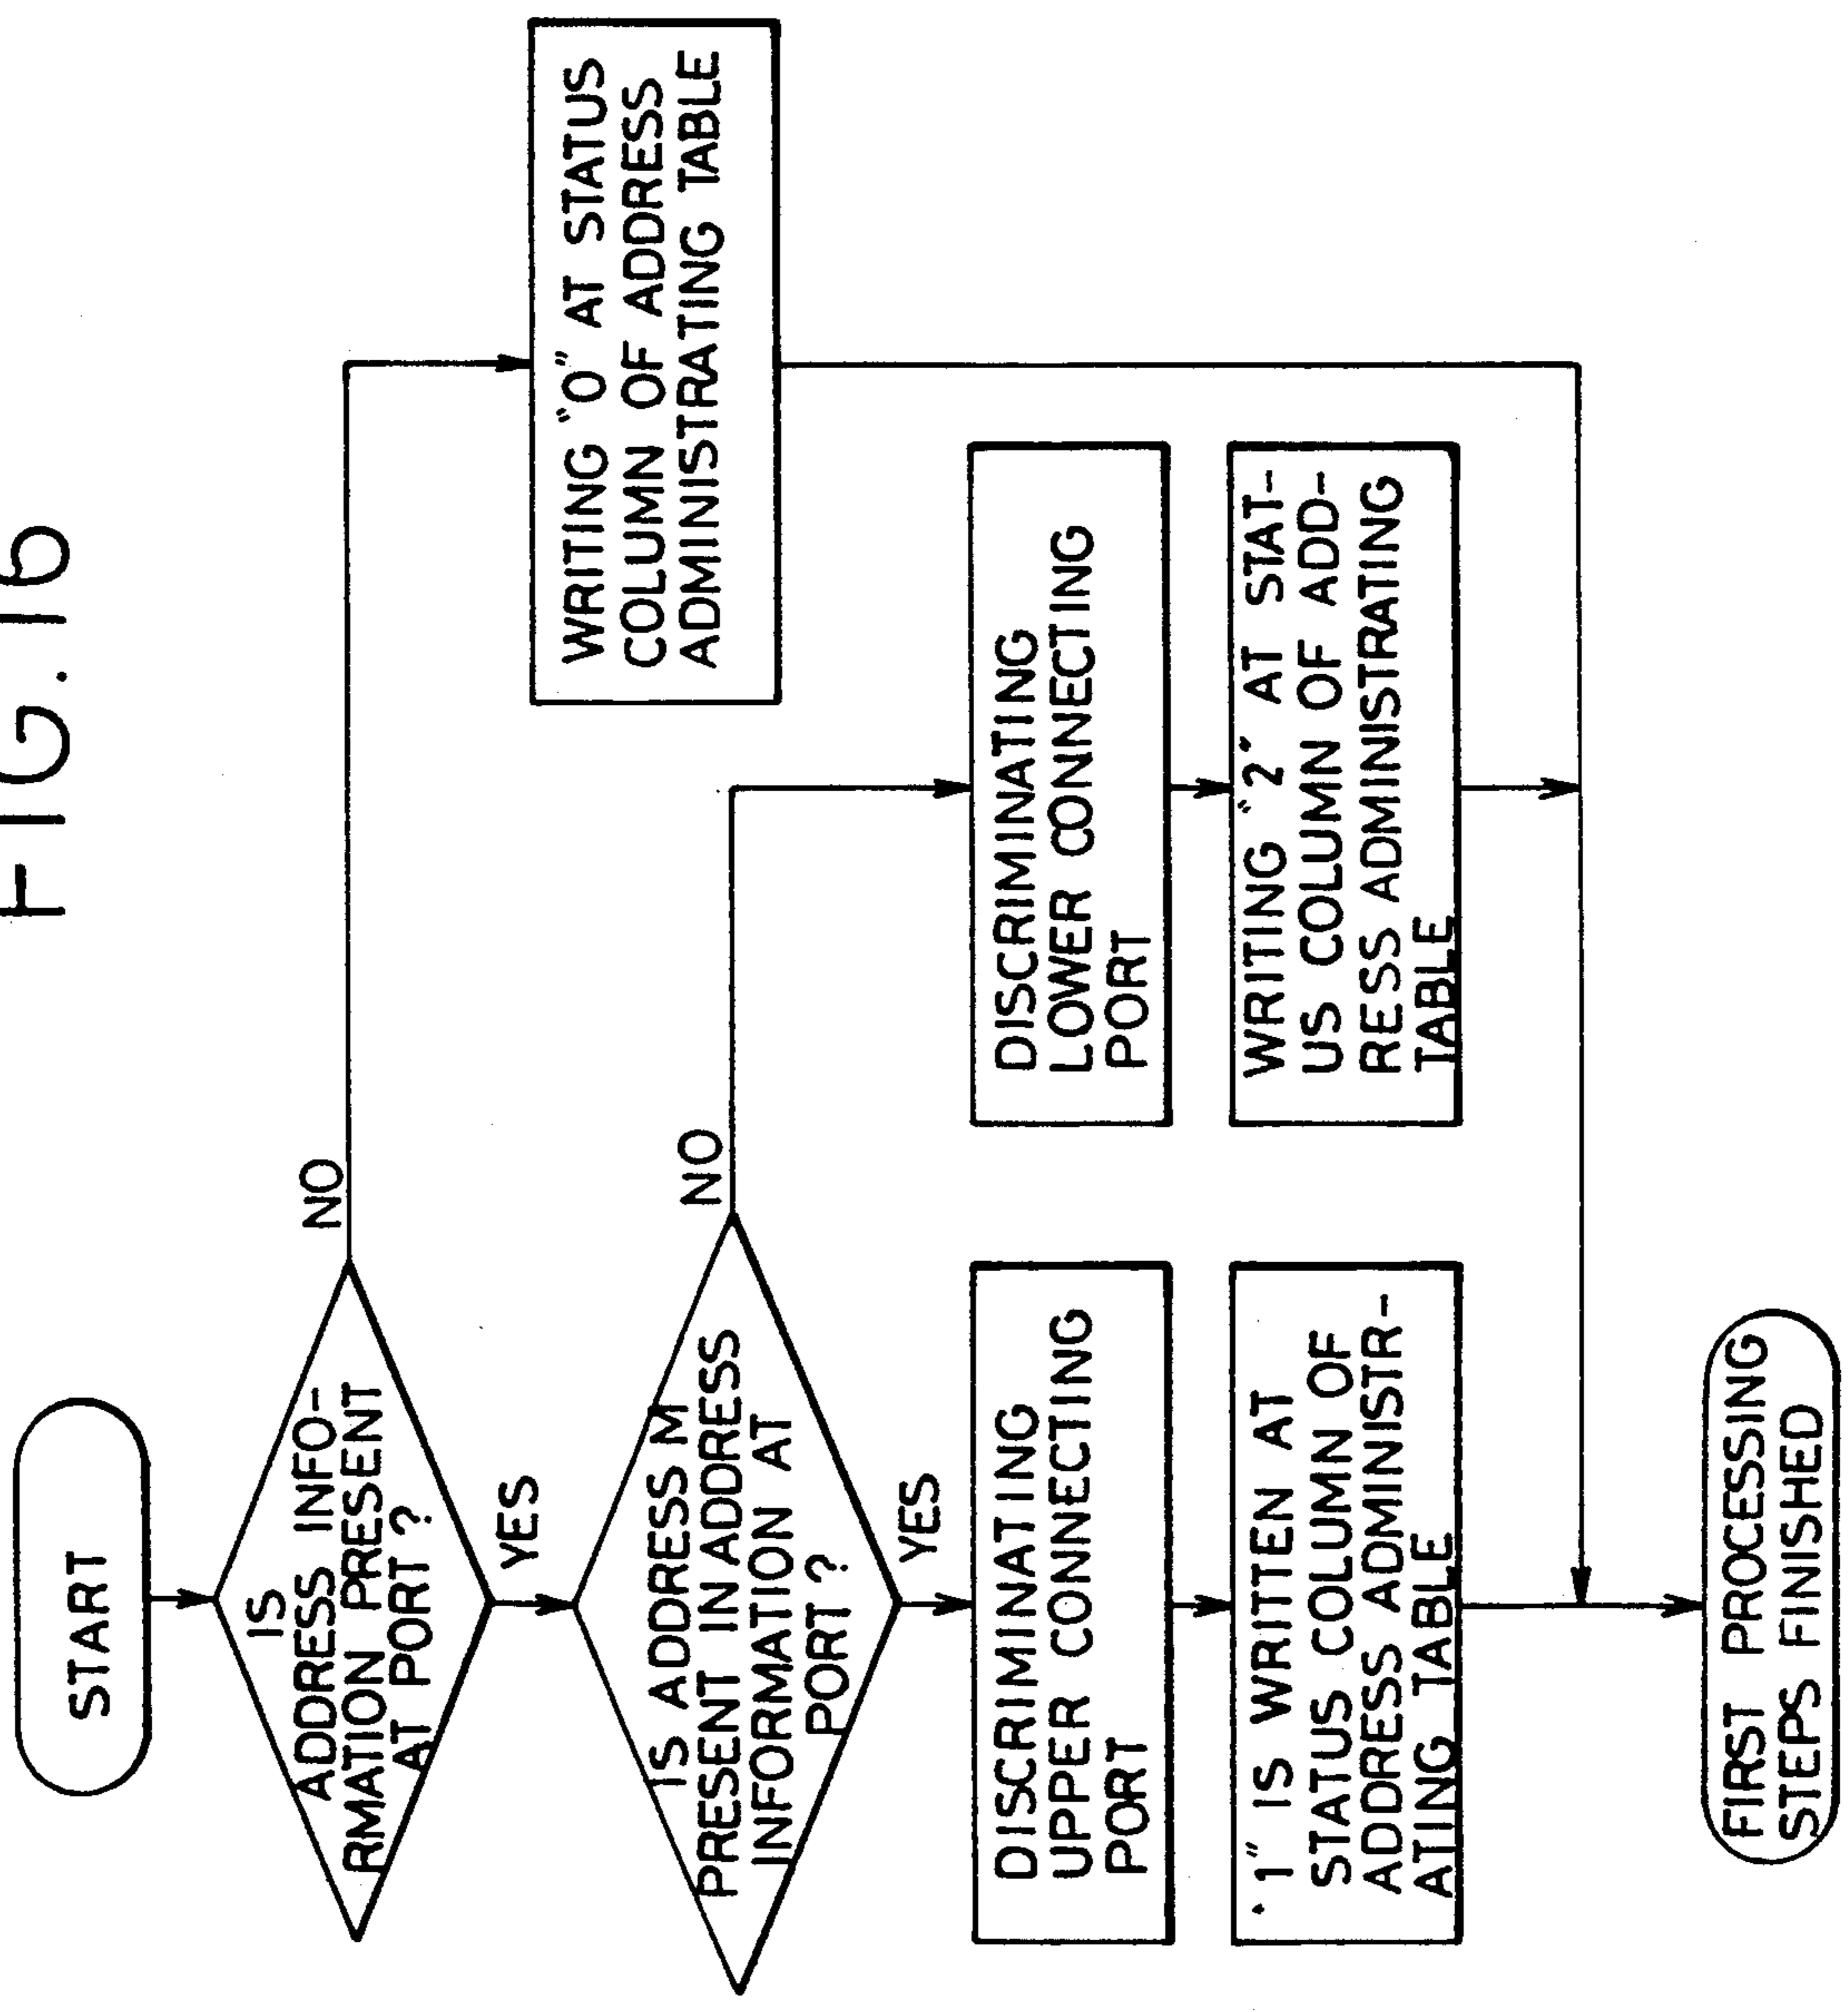 FIG.16
START
IS
ADDRESS INFO-
RMATION PRESENT
AT PORT ?
NO
YES
WRITING "0" AT STATUS
COLUMN OF ADDRESS
ADMINISTRATING TABLE
IS ADDRESS M
PRESENT IN ADDRESS
INFORMATION AT
PORT ?
NO
YES
DISCRIMINATING
UPPER CONNECTING
PORT
DISCRIMINATING
LOWER CONNECTING
PORT
'1" IS WRITTEN AT
STATUS COLUMN OF
ADDRESS ADMINISTR-
ATING TABLE
WRITING "2" AT STAT-
US COLUMN OF ADD-
RESS ADMINISTRATING
TABLE
FIRST PROCESSING
STEPS FINISHED